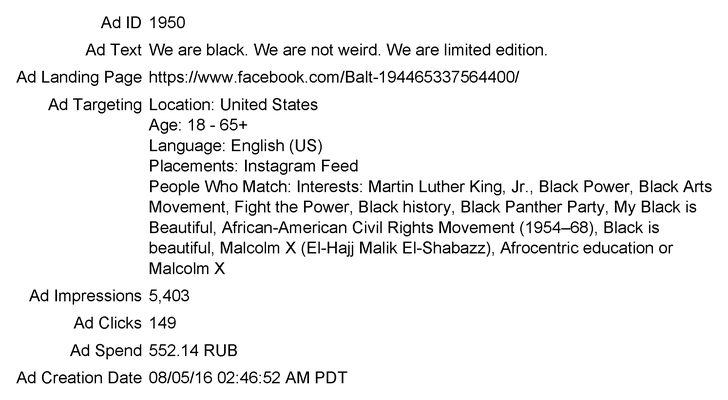 Ad ID 1950
Ad Text We are black. We are not weird. We are limited edition.
Ad Landing Page https://www.facebook.com/Balt-194465337564400/
Ad Targeting Location: United States
Age: 18 - 65+
Language: English (US)
Placements: Instagram Feed
People Who Match: Interests: Martin Luther King, Jr., Black Power, Black Arts
Movement, Fight the Power, Black history, Black Panther Party, My Black is
Beautiful, African-American Civil Rights Movement (1954–68), Black is
beautiful, Malcolm X (El-Hajj Malik El-Shabazz), Afrocentric education or
Malcolm X
Ad Impressions 5,403
Ad Clicks 149
Ad Spend 552.14 RUB
Ad Creation Date 08/05/16 02:46:52 AM PDT